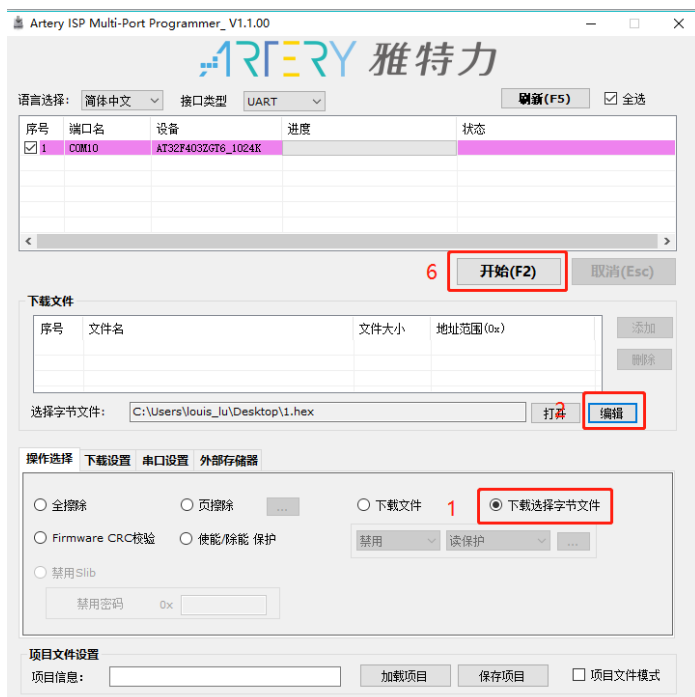 Artery ISP Multi-Port Programmer_ V1.1.00
ARTERY 雅特力
语言选择: 简体中文 接口类型 UART 刷新(F5) 全选
序号 端口名 设备 进度 状态
1 COM10 AT32F403ZGT6_1024K
6 开始(F2) 取消(Esc)
下载文件
序号 文件名 文件大小 地址范围(0x) 添加
删除
选择字节文件: C:\Users\louis_lu\Desktop\1.hex 打开 2 编辑
操作选择 下载设置 串口设置 外部存储器
全擦除 页擦除 ... 下载文件 1 下载选择字节文件
Firmware CRC校验 使能/除能 保护 禁用 读保护 ...
禁用Slib
禁用密码 0x
项目文件设置
项目信息: 加载项目 保存项目 项目文件模式